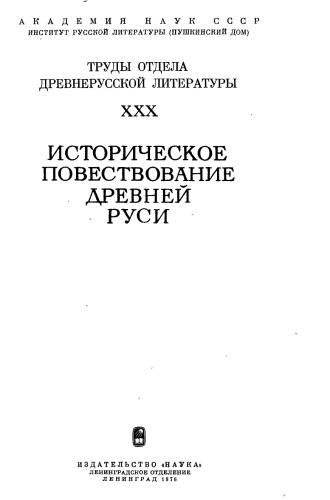 АКАДЕМИЯ НАУК СССР
ИНСТИТУТ РУССКОЙ ЛИТЕРАТУРЫ (ПУШКИНСКИЙ ДОМ)
ТРУДЫ ОТДЕЛА
ДРЕВНЕРУССКОЙ ЛИТЕРАТУРЫ
XXX
ИСТОРИЧЕСКОЕ
ПОВЕСТВОВАНИЕ
ДРЕВНЕЙ
РУСИ
ИЗДАТЕЛЬСТВО «НАУКА»
ЛЕНИНГРАДСКОЕ ОТДЕЛЕНИЕ
ЛЕНИНГРАД 1976